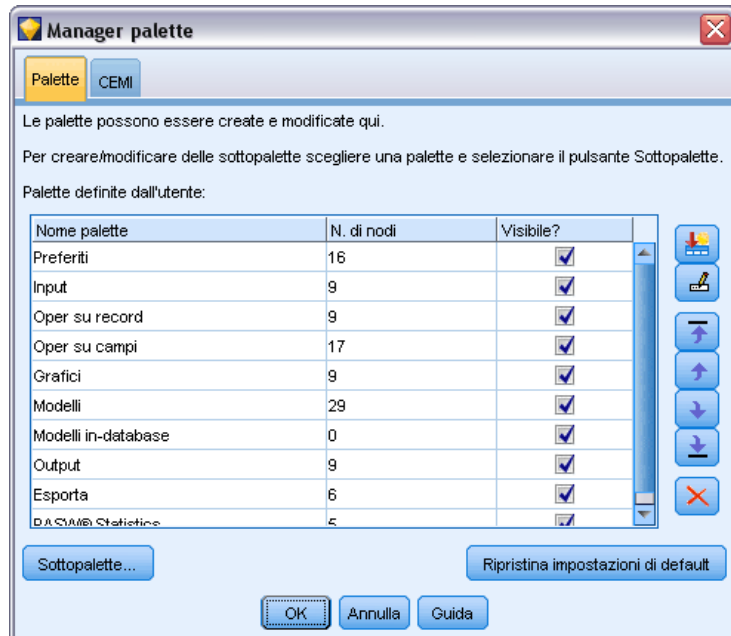 Manager palette
Palette CEMI
Le palette possono essere create e modificate qui.
Per creare/modificare delle sottopalette scegliere una palette e selezionare il pulsante Sottopalette.
Palette definite dall'utente:
Nome palette N. di nodi Visibile?
Preferiti 16
Input 9
Oper su record 9
Oper su campi 17
Grafici 9
Modelli 29
Modelli in-database 0
Output 9
Esporta 6
PASW® Statistics 5
Sottopalette... Ripristina impostazioni di default
OK Annulla Guida